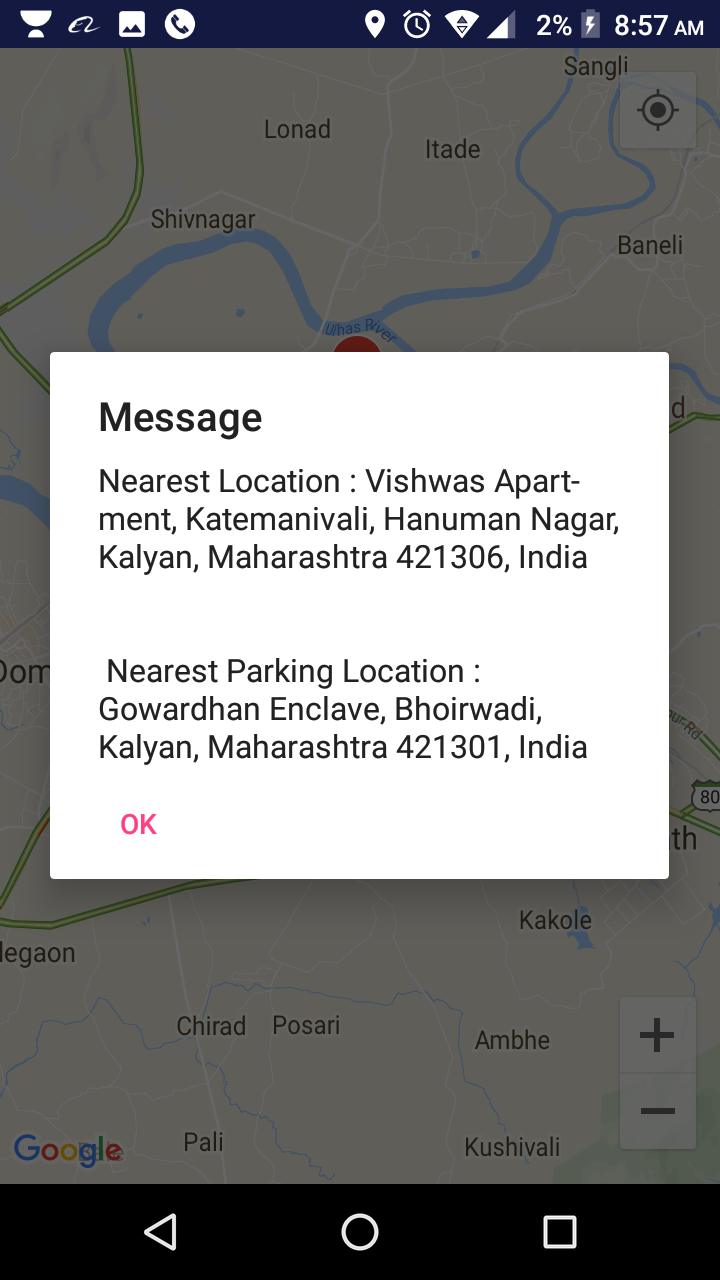 2% 8:57 AM
Sangli
Lonad
Itade
Shivnagar
Baneli
Ulhas River
d
Message
Nearest Location : Vishwas Apart-
ment, Katemanivali, Hanuman Nagar,
Kalyan, Maharashtra 421306, India
Dom
Nearest Parking Location :
Gowardhan Enclave, Bhoirwadi,
Kalyan, Maharashtra 421301, India
ur-Rd
80
OK
th
Kakole
legaon
Chirad
Posari
Ambhe
Google
Pali
Kushivali